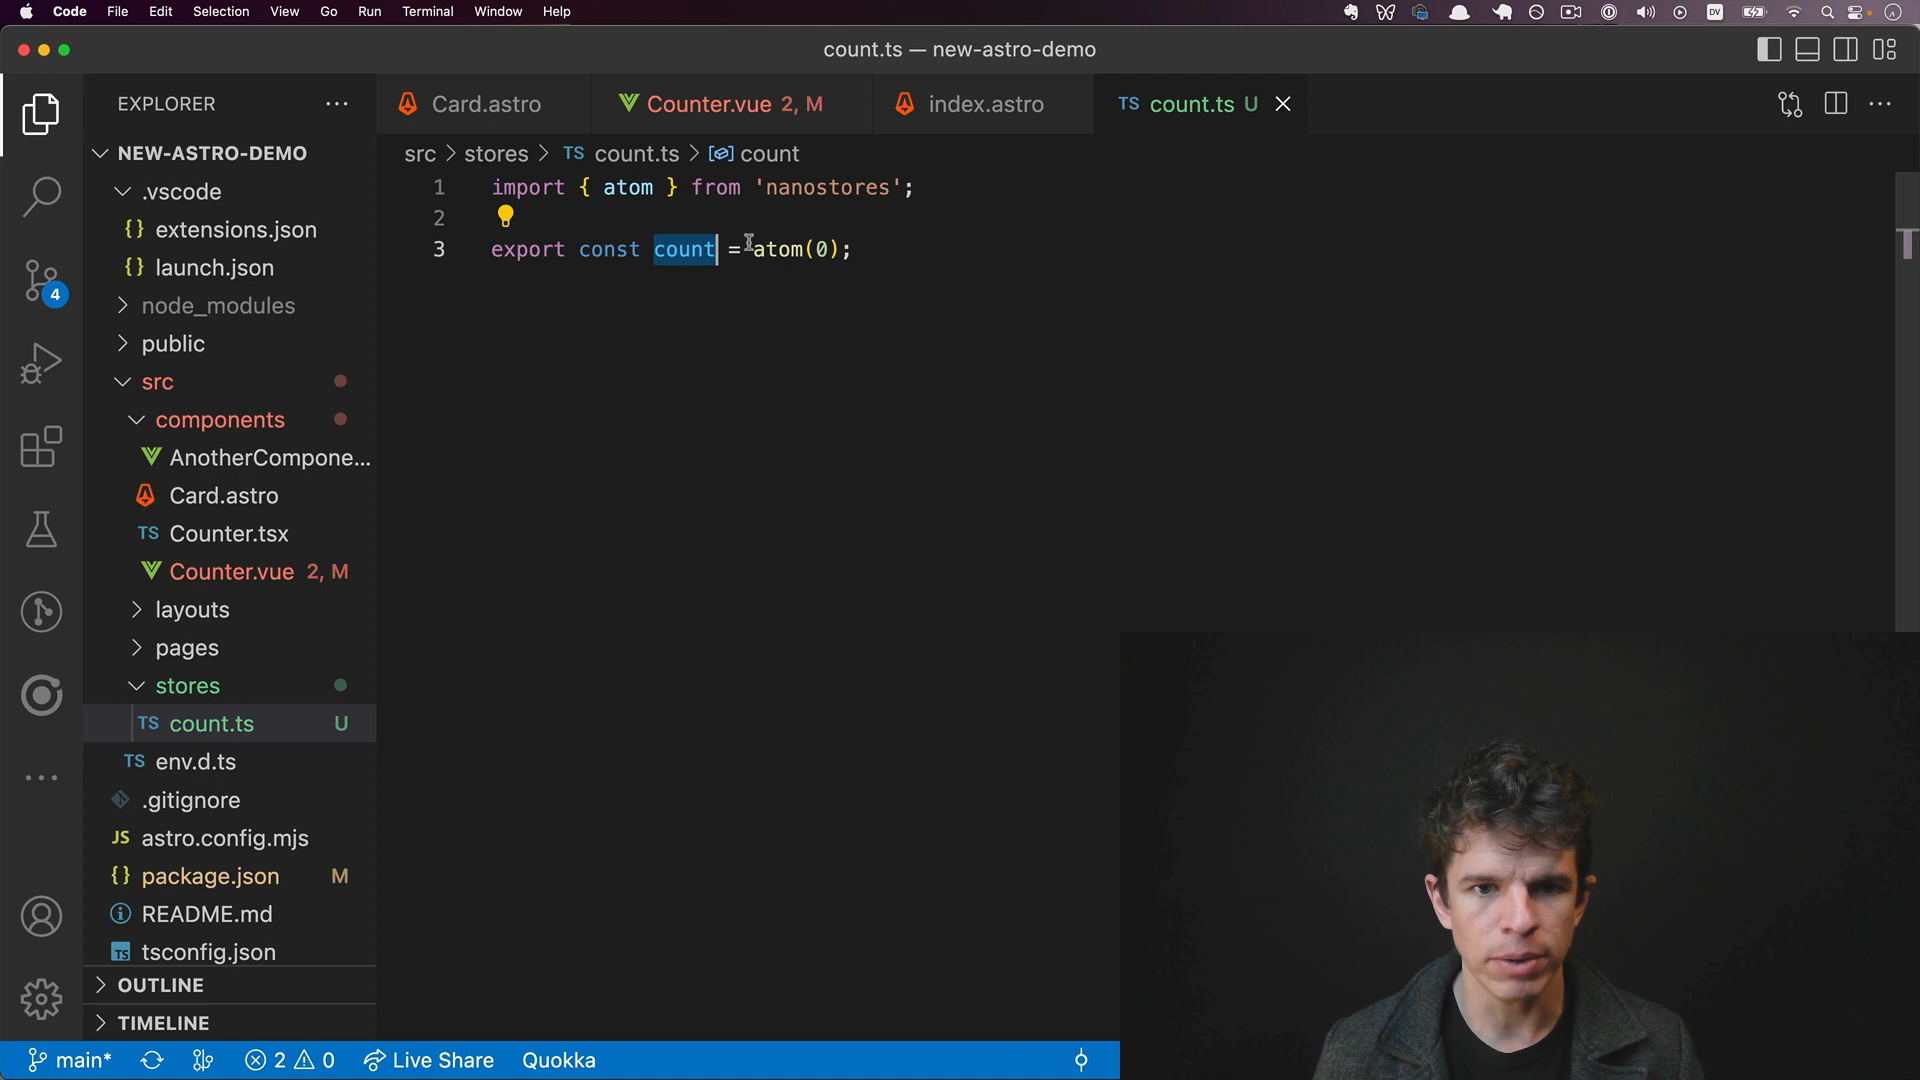 Code File Edit Selection View Go Run Terminal Window Help DV
count.ts — new-astro-demo
EXPLORER
Card.astro
Counter.vue 2, M
index.astro
TS count.ts U
NEW-ASTRO-DEMO
src > stores > TS count.ts > count
.vscode
{} extensions.json
{} launch.json
node_modules
public
src
components
AnotherCompone...
Card.astro
TS Counter.tsx
Counter.vue 2, M
layouts
pages
stores
TS count.ts U
TS env.d.ts
.gitignore
JS astro.config.mjs
{} package.json M
README.md
TS tsconfig.json
OUTLINE
TIMELINE
4
1 import { atom } from 'nanostores';
2
3 export const count = atom(0);
main* 2 0 Live Share Quokka